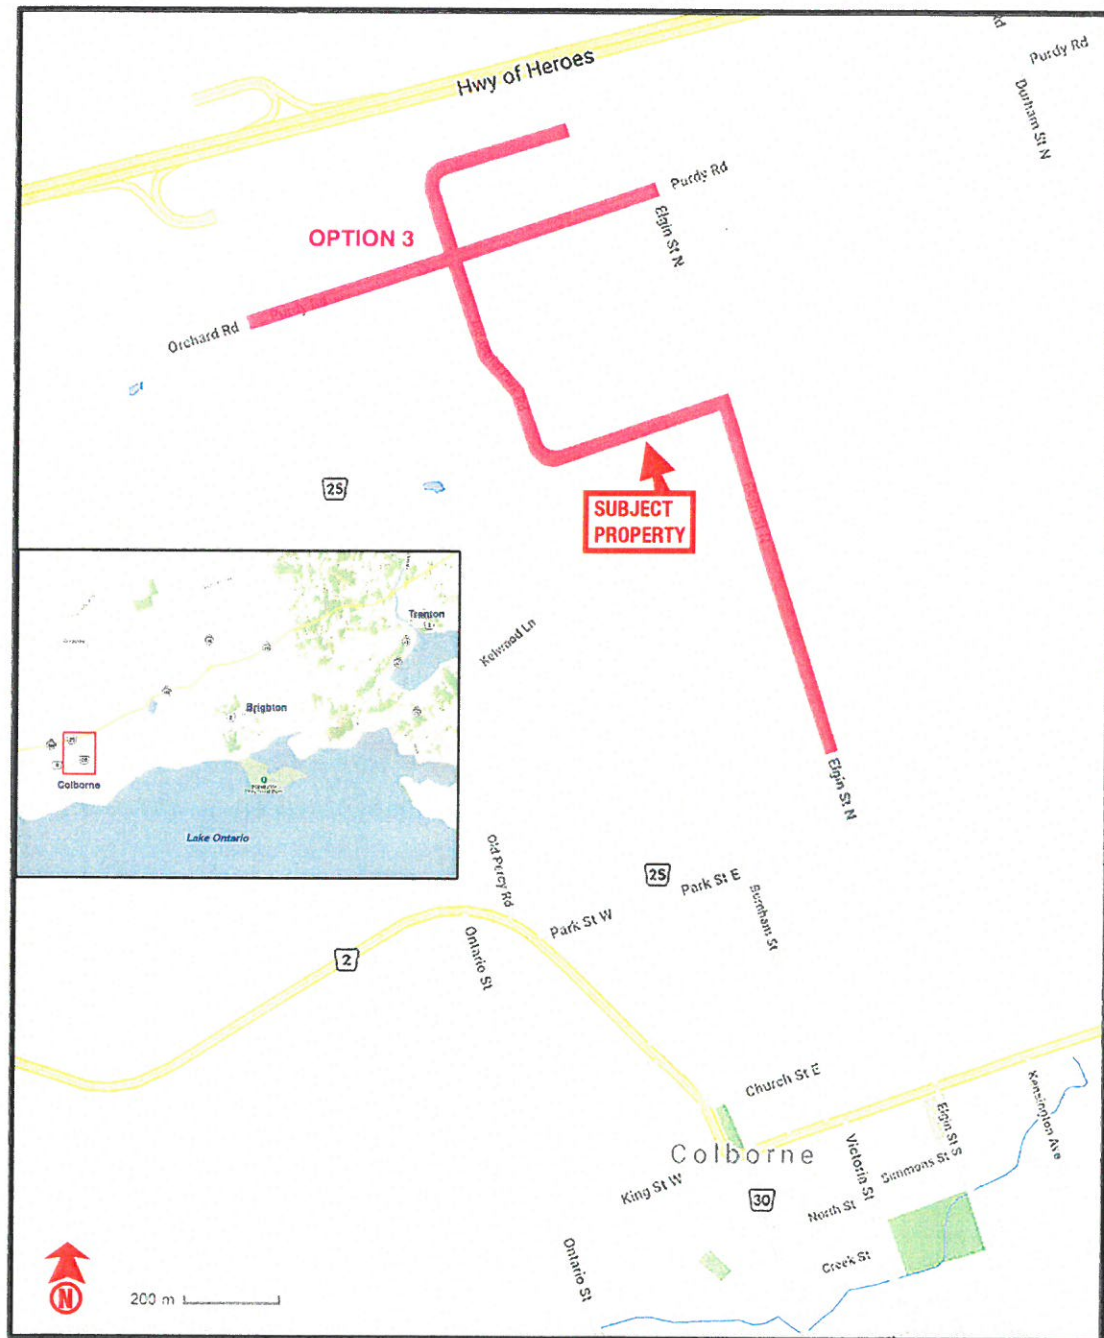 Hwy of Heroes
Rd
Purdy Rd
Durham St N
Purdy Rd
Elgin St N
OPTION 3
Orchard Rd
25
SUBJECT
PROPERTY
Kelwood Ln
Trenton
Brighton
Colborne
Lake Ontario
Elgin St N
Old Percy Rd
25
Park St E
Burnham St
Park St W
Ontario St
2
Church St E
Kensington Ave
Elgin St S
Colborne
Victoria St
Simmons St
King St W
30
North St
Creek St
Ontario St
N
200 m